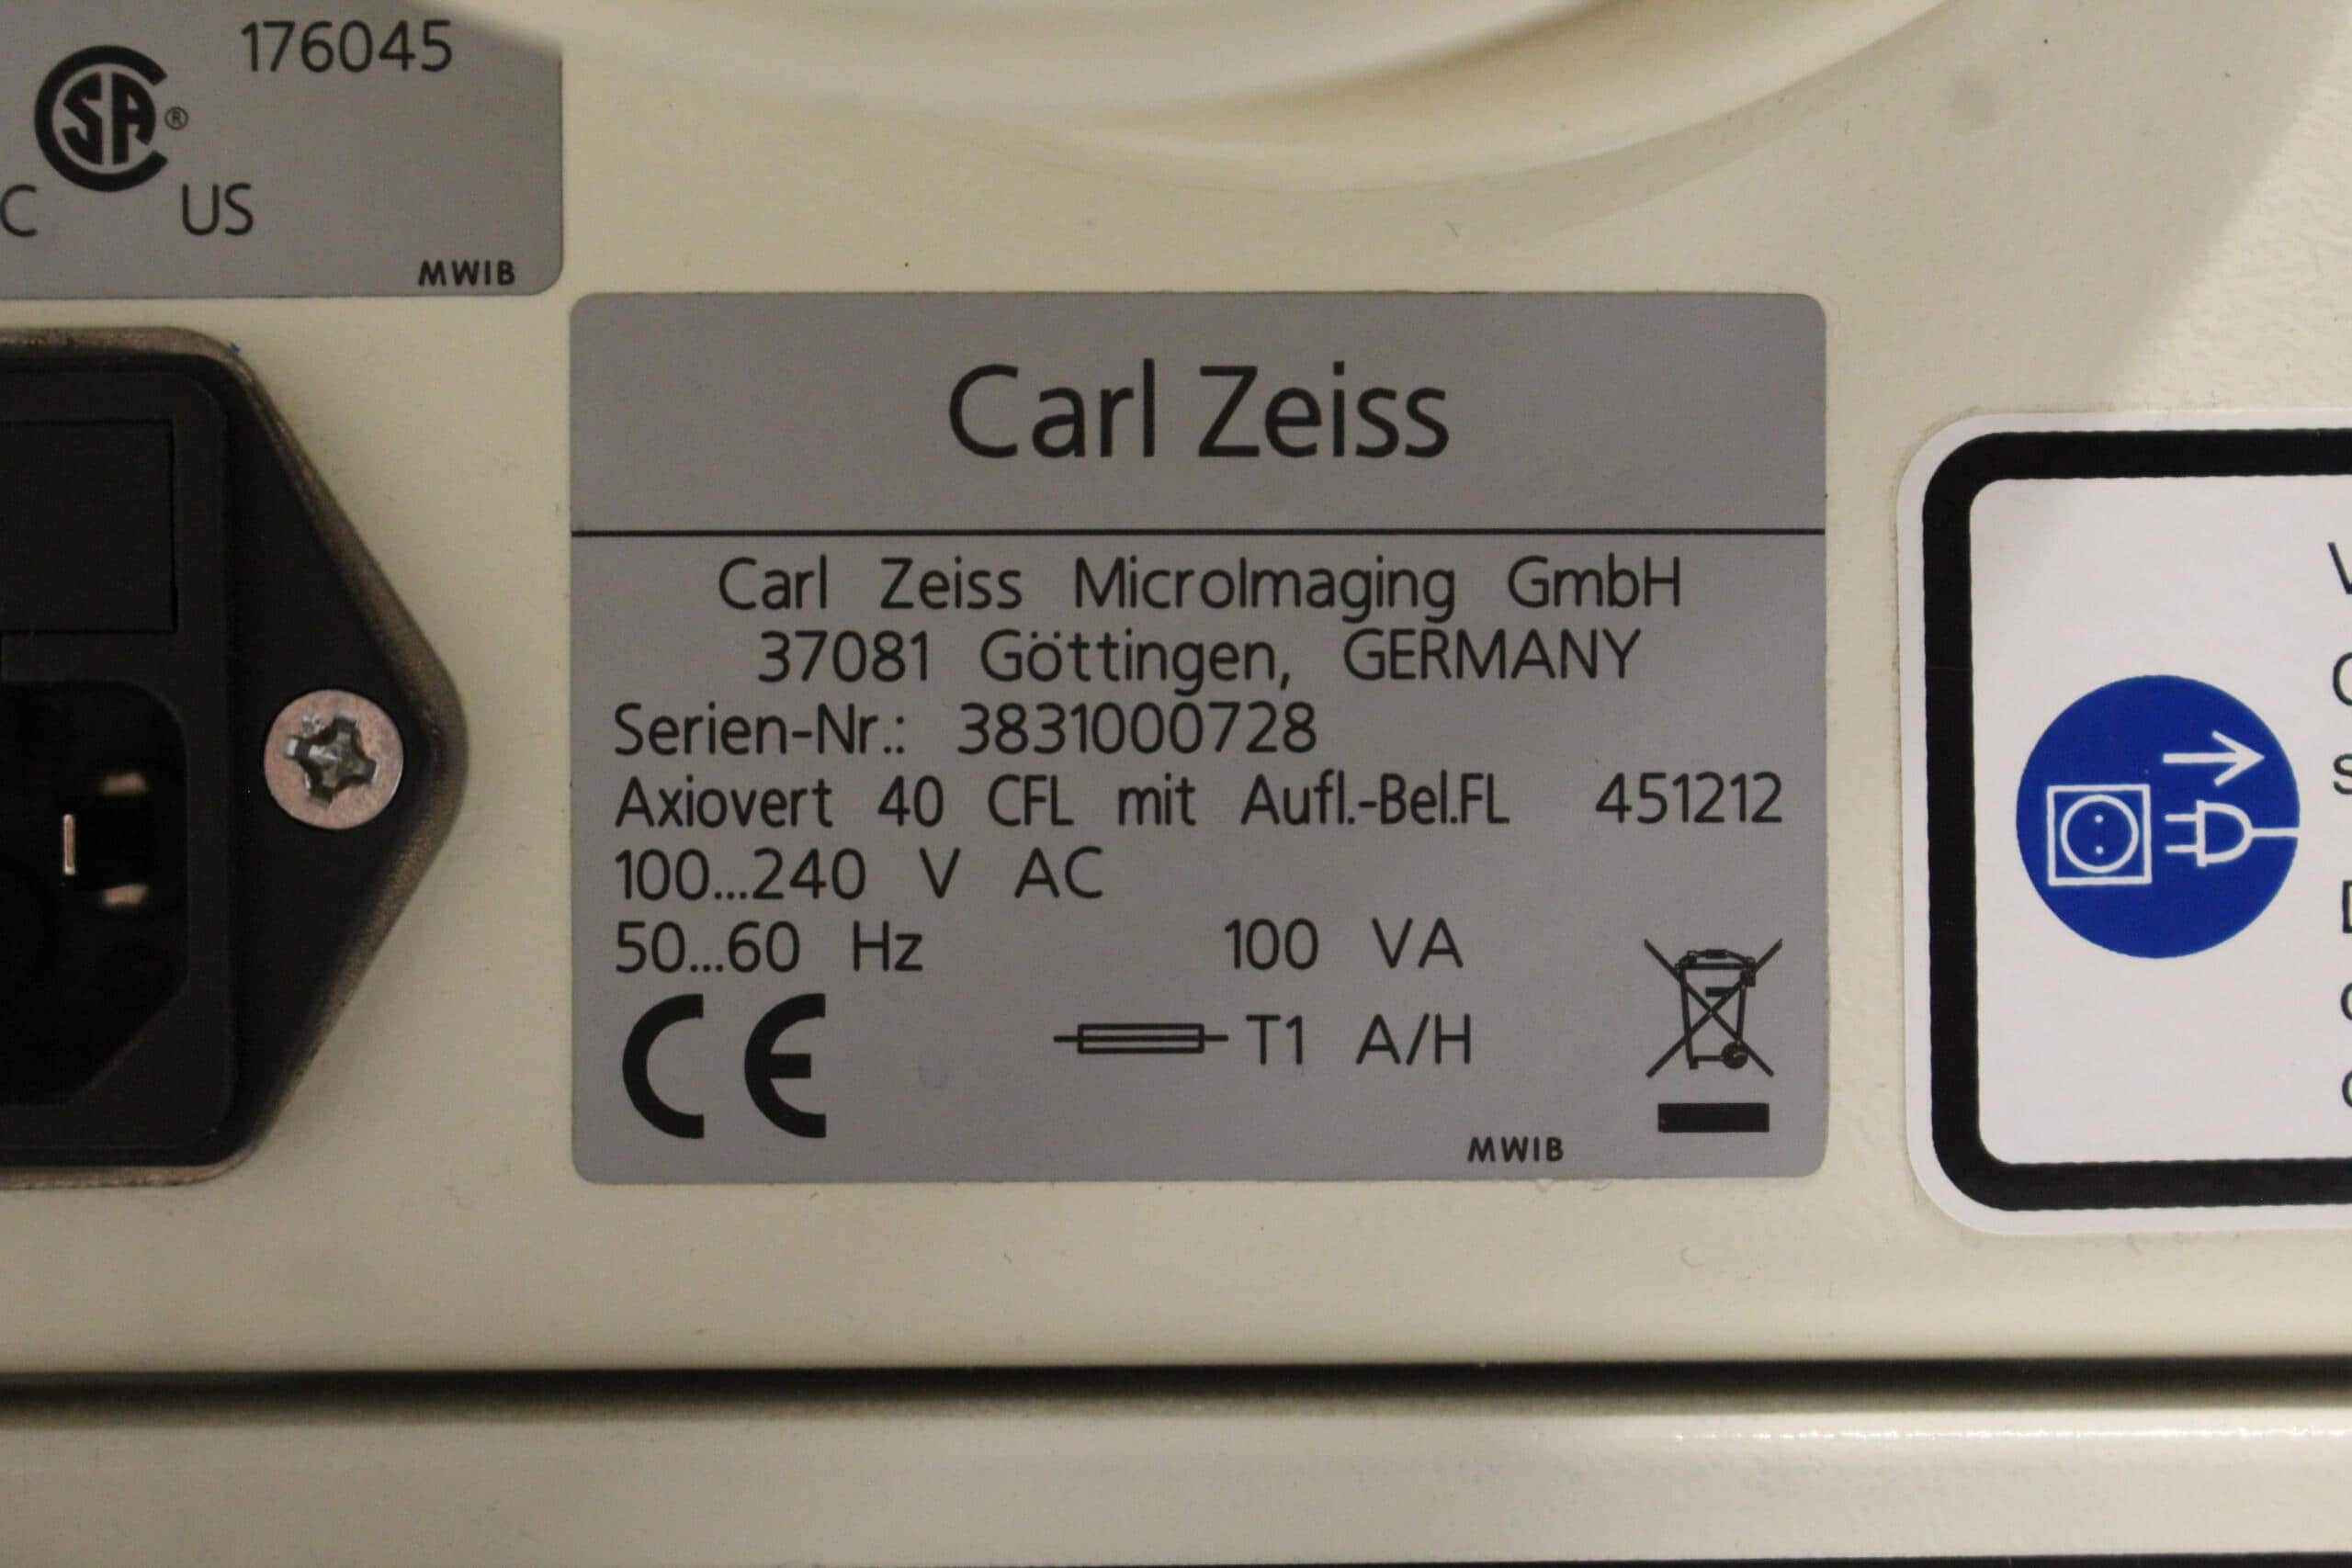 176045
SA®
C US
MWIB
Carl Zeiss
Carl Zeiss MicroImaging GmbH
37081 Göttingen, GERMANY
Serien-Nr.: 3831000728
Axiovert 40 CFL mit Aufl.-Bel.FL 451212
100...240 V AC
50...60 Hz 100 VA
CE T1 A/H
MWIB